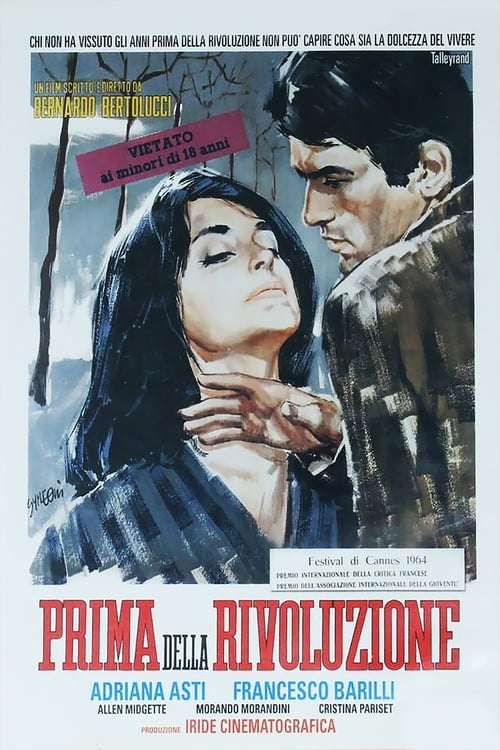 CHI NON HA VISSUTO GLI ANNI PRIMA DELLA RIVOLUZIONE NON PUO' CAPIRE COSA SIA LA DOLCEZZA DEL VIVERE
Talleyrand
UN FILM SCRITTO E DIRETTO DA
BERNARDO BERTOLUCCI
VIETATO
ai minori di 18 anni
SYMEONI
Festival di Cannes 1964
PREMIO INTERNAZIONALE DELLA CRITICA FRANCESE
PREMIO DELL'ASSOCIAZIONE INTERNAZIONALE DELLA GIOVENTU'
PRIMA DELLA RIVOLUZIONE
ADRIANA ASTI FRANCESCO BARILLI
ALLEN MIDGETTE MORANDO MORANDINI CRISTINA PARISET
PRODUZIONE IRIDE CINEMATOGRAFICA